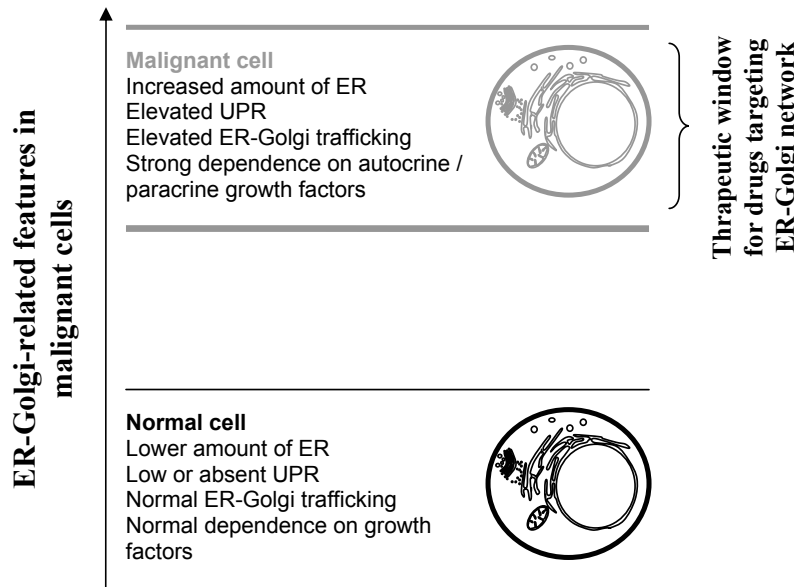 ER-Golgi-related features in
malignant cells
Malignant cell
Increased amount of ER
Elevated UPR
Elevated ER-Golgi trafficking
Strong dependence on autocrine /
paracrine growth factors
Thrapeutic window
for drugs targeting
ER-Golgi network
Normal cell
Lower amount of ER
Low or absent UPR
Normal ER-Golgi trafficking
Normal dependence on growth
factors